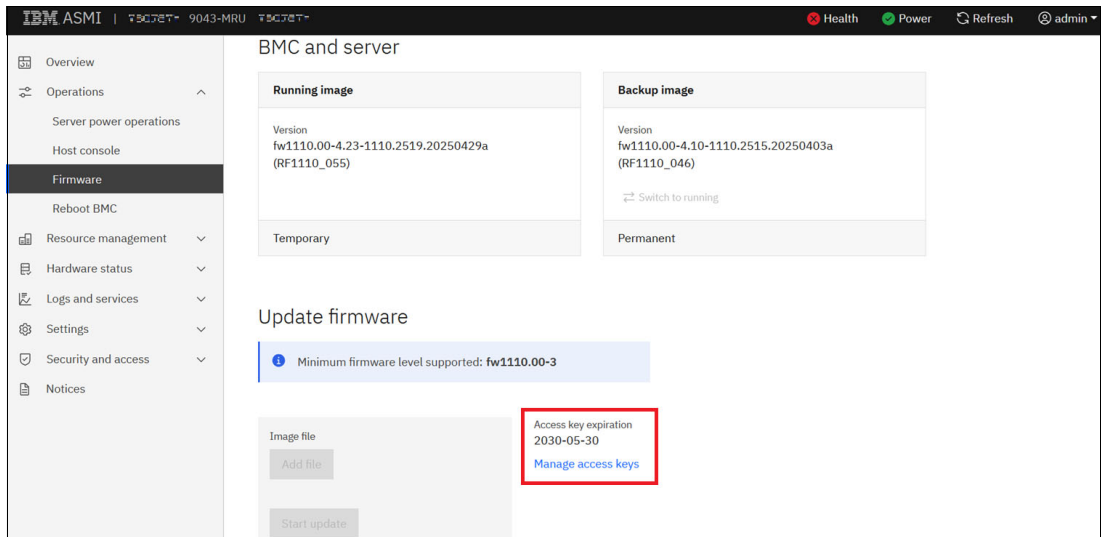 IBM ASMI | 9043-MRU
Health
Power
Refresh
admin
Overview
Operations
Server power operations
Host console
Firmware
Reboot BMC
Resource management
Hardware status
Logs and services
Settings
Security and access
Notices
BMC and server
Running image
Version
fw1110.00-4.23-1110.2519.20250429a
(RF1110_055)
Temporary
Backup image
Version
fw1110.00-4.10-1110.2515.20250403a
(RF1110_046)
Switch to running
Permanent
Update firmware
Minimum firmware level supported: fw1110.00-3
Image file
Add file
Start update
Access key expiration
2030-05-30
Manage access keys